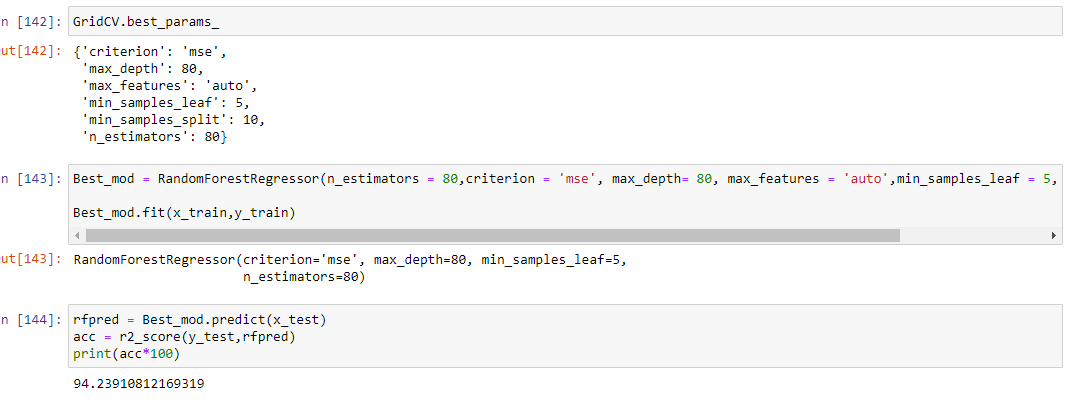 n [142]: GridCV.best_params_
ut[142]: {'criterion': 'mse',
'max_depth': 80,
'max_features': 'auto',
'min_samples_leaf': 5,
'min_samples_split': 10,
'n_estimators': 80}
n [143]: Best_mod = RandomForestRegressor(n_estimators = 80,criterion = 'mse', max_depth= 80, max_features = 'auto',min_samples_leaf = 5,
Best_mod.fit(x_train,y_train)
ut[143]: RandomForestRegressor(criterion='mse', max_depth=80, min_samples_leaf=5,
n_estimators=80)
n [144]: rfpred = Best_mod.predict(x_test)
acc = r2_score(y_test,rfpred)
print(acc*100)
94.23910812169319